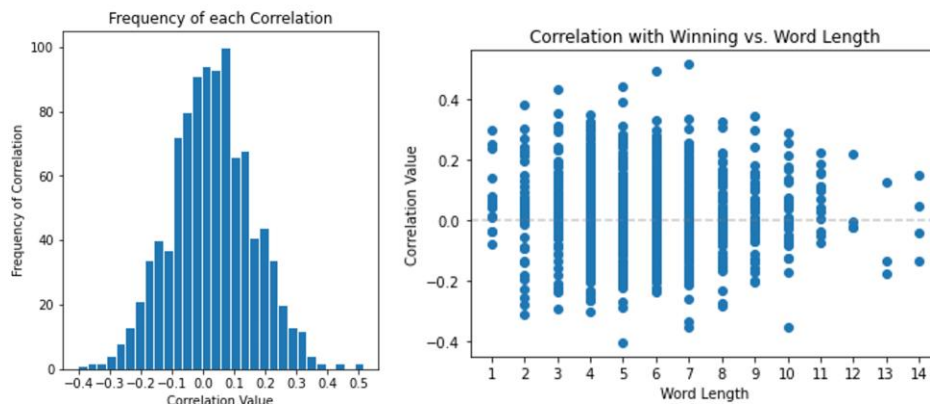 Frequency of each Correlation
100
80
60
40
20
0
Frequency of Correlation
−0.4 −0.3 −0.2 −0.1 0.0 0.1 0.2 0.3 0.4 0.5
Correlation Value
Correlation with Winning vs. Word Length
0.4
0.2
0.0
−0.2
−0.4
Correlation Value
1 2 3 4 5 6 7 8 9 10 11 12 13 14
Word Length